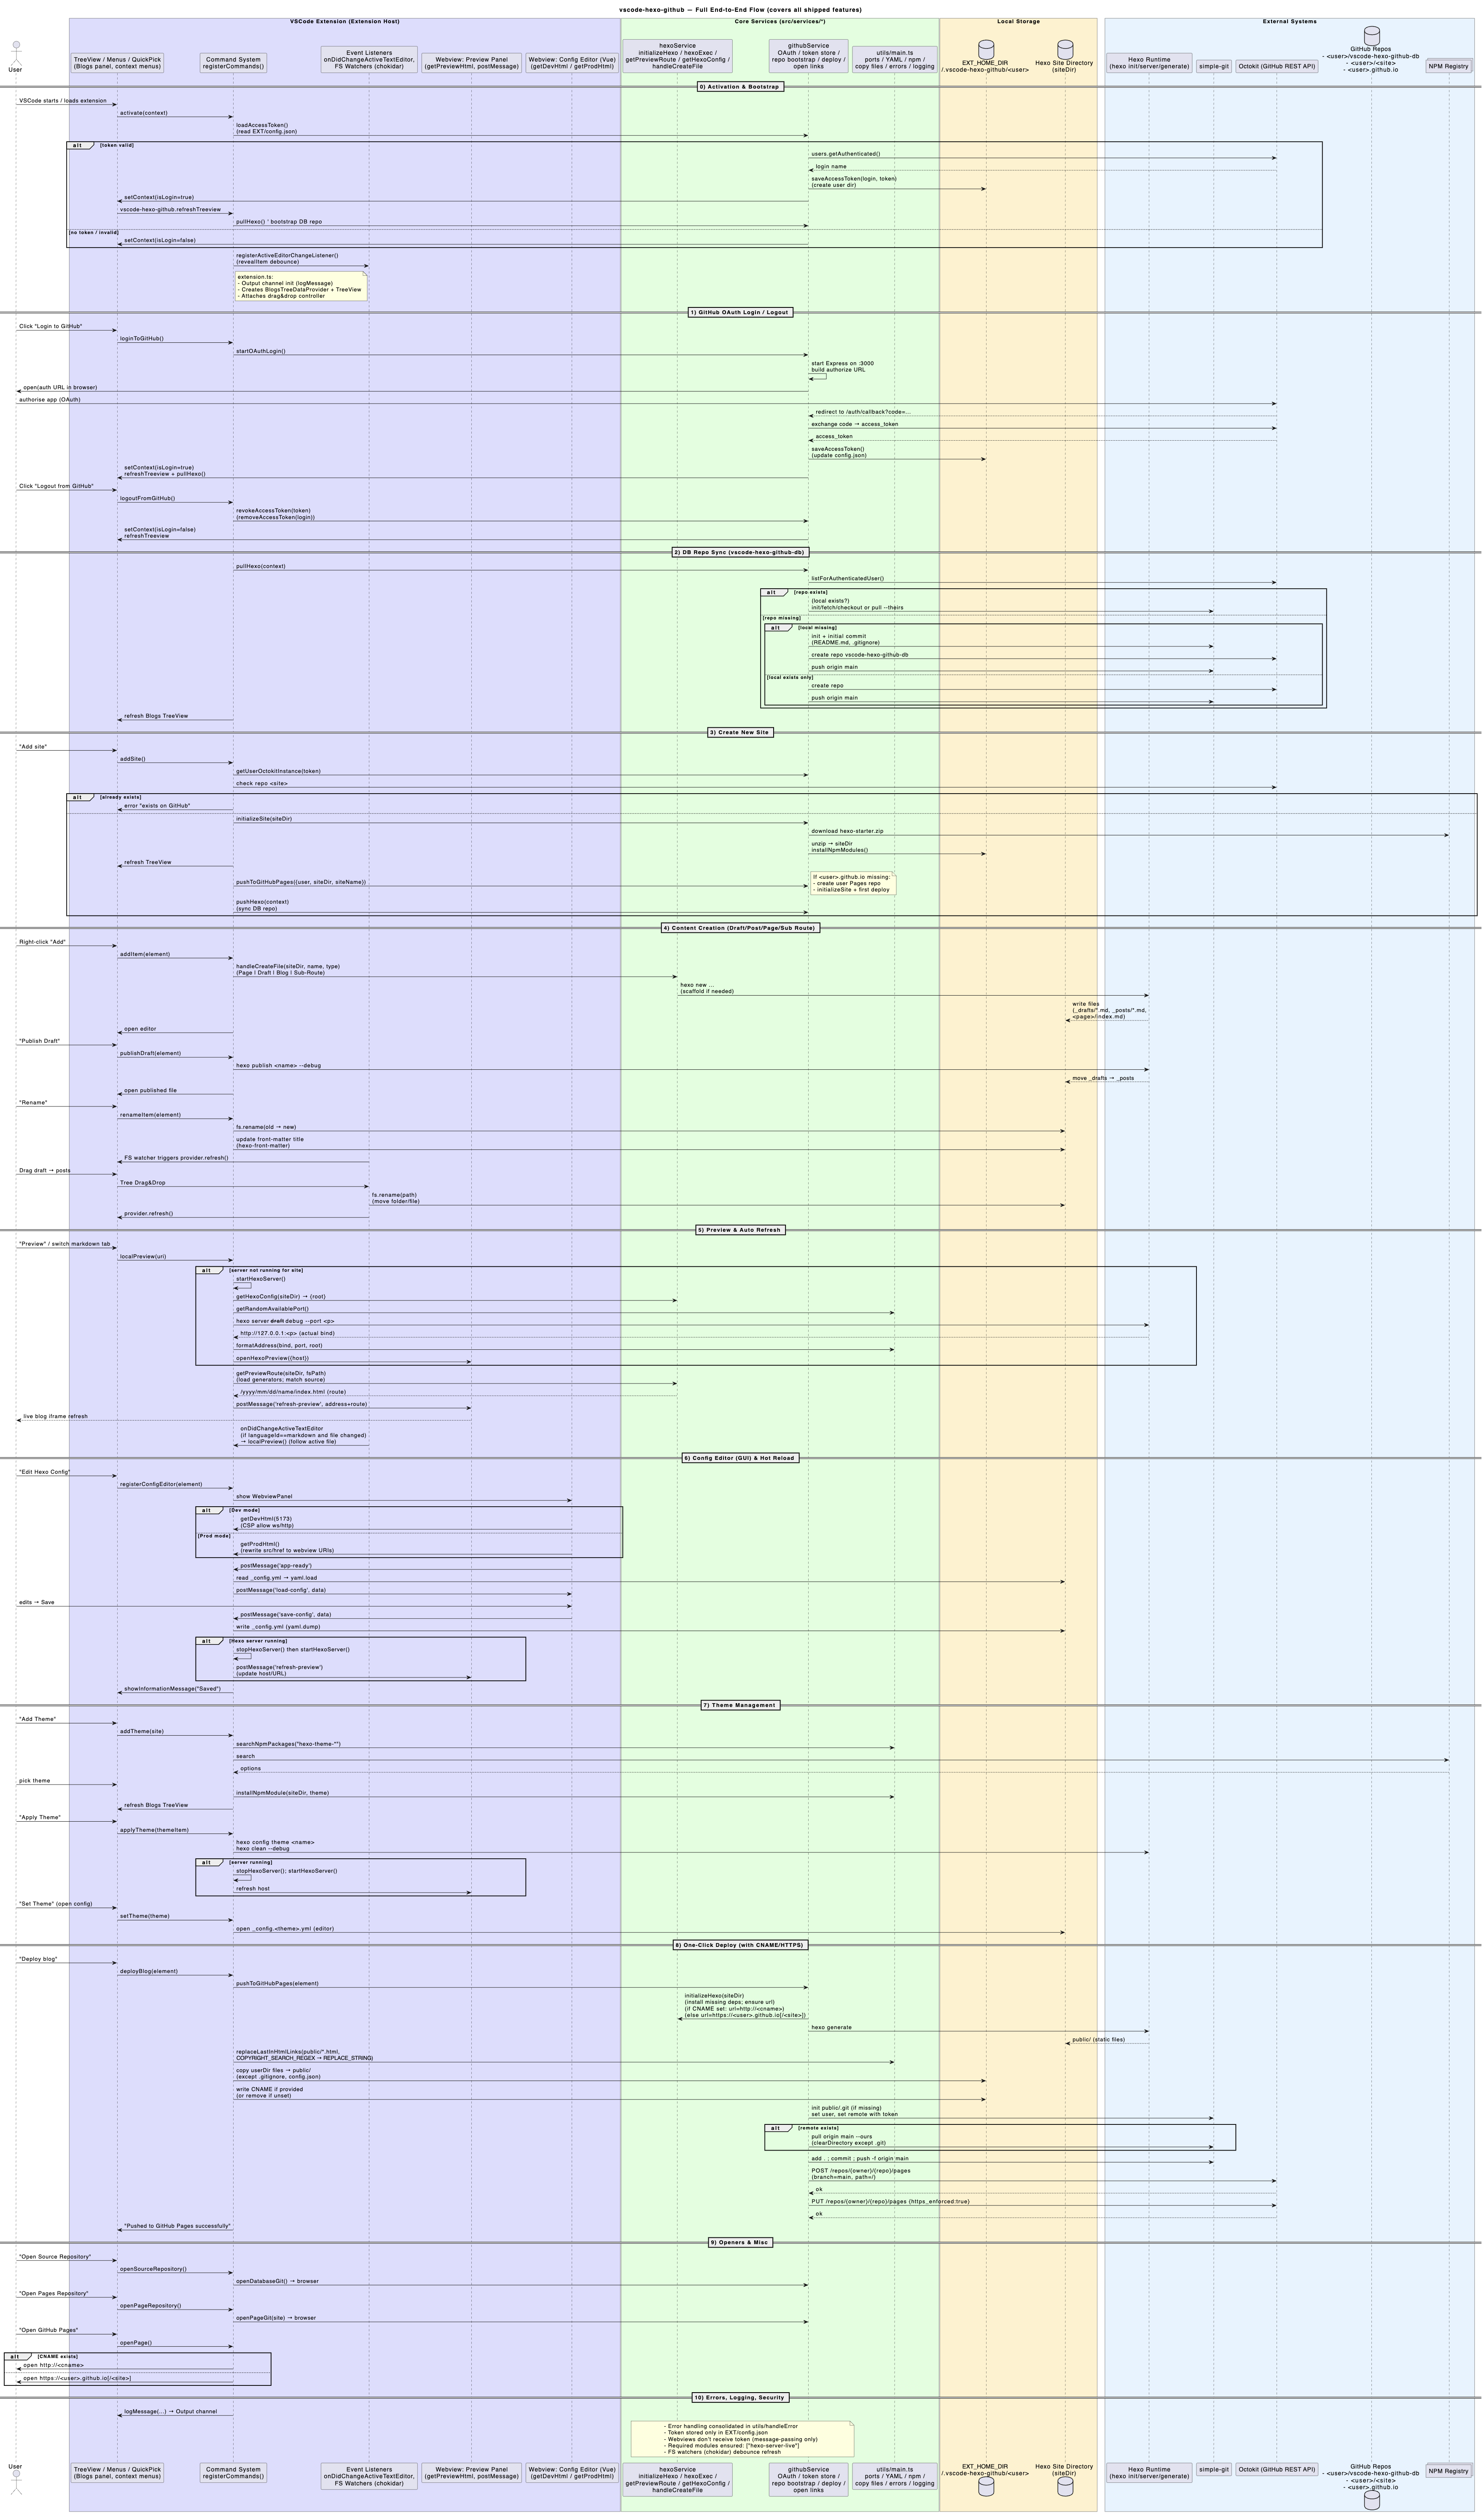 vscode-hexo-github — Full End-to-End Flow (covers all shipped features)
VSCode Extension (Extension Host)
Core Services (src/services/*)
Local Storage
External Systems
User
TreeView / Menus / QuickPick
(Blogs panel, context menus)
Command System
registerCommands()
Event Listeners
onDidChangeActiveTextEditor,
FS Watchers (chokidar)
Webview: Preview Panel
(getPreviewHtml, postMessage)
Webview: Config Editor (Vue)
(getDevHtml / getProdHtml)
hexoService
initializeHexo / hexoExec /
getPreviewRoute / getHexoConfig /
handleCreateFile
githubService
OAuth / token store /
repo bootstrap / deploy /
open links
utils/main.ts
ports / YAML / npm /
copy files / errors / logging
EXT_HOME_DIR
/.vscode-hexo-github/<user>
Hexo Site Directory
(siteDir)
Hexo Runtime
(hexo init/server/generate)
simple-git
Octokit (GitHub REST API)
GitHub Repos
- <user>/vscode-hexo-github-db
- <user>/<site>
- <user>.github.io
NPM Registry
0) Activation & Bootstrap
VSCode starts / loads extension
activate(context)
loadAccessToken()
(read EXT/config.json)
alt
[token valid]
users.getAuthenticated()
login name
saveAccessToken(login, token)
(create user dir)
setContext(isLogin=true)
vscode-hexo-github.refreshTreeview
pullHexo() ' bootstrap DB repo
[no token / invalid]
setContext(isLogin=false)
registerActiveEditorChangeListener()
(revealItem debounce)
extension.ts:
- Output channel init (logMessage)
- Creates BlogsTreeDataProvider + TreeView
- Attaches drag&drop controller
1) GitHub OAuth Login / Logout
Click "Login to GitHub"
loginToGitHub()
startOAuthLogin()
start Express on :3000
build authorize URL
open(auth URL in browser)
authorise app (OAuth)
redirect to /auth/callback?code=...
exchange code → access_token
access_token
saveAccessToken()
(update config.json)
setContext(isLogin=true)
refreshTreeview + pullHexo()
Click "Logout from GitHub"
logoutFromGitHub()
revokeAccessToken(token)
(removeAccessToken(login))
setContext(isLogin=false)
refreshTreeview
2) DB Repo Sync (vscode-hexo-github-db)
pullHexo(context)
listForAuthenticatedUser()
alt
[repo exists]
(local exists?)
init/fetch/checkout or pull --theirs
[repo missing]
alt
[local missing]
init + initial commit
(README.md, .gitignore)
create repo vscode-hexo-github-db
push origin main
[local exists only]
create repo
push origin main
refresh Blogs TreeView
3) Create New Site
"Add site"
addSite()
getUserOctokitInstance(token)
check repo <site>
alt
[already exists]
error "exists on GitHub"
initializeSite(siteDir)
download hexo-starter.zip
unzip → siteDir
installNpmModules()
refresh TreeView
If <user>.github.io missing:
- create user Pages repo
- initializeSite + first deploy
pushToGitHubPages({user, siteDir, siteName})
pushHexo(context)
(sync DB repo)
4) Content Creation (Draft/Post/Page/Sub Route)
Right-click "Add"
addItem(element)
handleCreateFile(siteDir, name, type)
(Page | Draft | Blog | Sub-Route)
hexo new ...
(scaffold if needed)
write files
(_drafts/*.md, _posts/*.md,
<page>/index.md)
open editor
"Publish Draft"
publishDraft(element)
hexo publish <name> --debug
move _drafts → _posts
open published file
"Rename"
renameItem(element)
fs.rename(old → new)
update front-matter title
(hexo-front-matter)
FS watcher triggers provider.refresh()
Drag draft → posts
Tree Drag&Drop
fs.rename(path)
(move folder/file)
provider.refresh()
5) Preview & Auto Refresh
"Preview" / switch markdown tab
localPreview(uri)
alt
[server not running for site]
startHexoServer()
getHexoConfig(siteDir) → {root}
getRandomAvailablePort()
hexo server draft debug --port <p>
http://127.0.0.1:<p> (actual bind)
formatAddress(bind, port, root)
openHexoPreview({host})
getPreviewRoute(siteDir, fsPath)
(load generators; match source)
/yyyy/mm/dd/name/index.html (route)
postMessage('refresh-preview', address+route)
live blog iframe refresh
onDidChangeActiveTextEditor
(if languageId==markdown and file changed)
→ localPreview() (follow active file)
6) Config Editor (GUI) & Hot Reload
"Edit Hexo Config"
registerConfigEditor(element)
show WebviewPanel
alt
[Dev mode]
getDevHtml(5173)
(CSP allow ws/http)
[Prod mode]
getProdHtml()
(rewrite src/href to webview URIs)
postMessage('app-ready')
read _config.yml → yaml.load
postMessage('load-config', data)
edits → Save
postMessage('save-config', data)
write _config.yml (yaml.dump)
alt
[Hexo server running]
stopHexoServer() then startHexoServer()
postMessage('refresh-preview')
(update host/URL)
showInformationMessage("Saved")
7) Theme Management
"Add Theme"
addTheme(site)
searchNpmPackages("hexo-theme-*")
search
options
pick theme
installNpmModule(siteDir, theme)
refresh Blogs TreeView
"Apply Theme"
applyTheme(themeItem)
hexo config theme <name>
hexo clean --debug
alt
[server running]
stopHexoServer(); startHexoServer()
refresh host
"Set Theme" (open config)
setTheme(theme)
open _config.<theme>.yml (editor)
8) One-Click Deploy (with CNAME/HTTPS)
"Deploy blog"
deployBlog(element)
pushToGitHubPages(element)
initializeHexo(siteDir)
(install missing deps; ensure url)
(if CNAME set: url=http://<cname>)
(else url=https://<user>.github.io[/<site>])
hexo generate
public/ (static files)
replaceLastInHtmlLinks(public/*.html,
COPYRIGHT_SEARCH_REGEX → REPLACE_STRING)
copy userDir files → public/
(except .gitignore, config.json)
write CNAME if provided
(or remove if unset)
init public/.git (if missing)
set user, set remote with token
alt
[remote exists]
pull origin main --ours
(clearDirectory except .git)
add . ; commit ; push -f origin main
POST /repos/{owner}/{repo}/pages
(branch=main, path=/)
ok
PUT /repos/{owner}/{repo}/pages (https_enforced:true)
ok
"Pushed to GitHub Pages successfully"
9) Openers & Misc
"Open Source Repository"
openSourceRepository()
openDatabaseGit() → browser
"Open Pages Repository"
openPageRepository()
openPageGit(site) → browser
"Open GitHub Pages"
openPage()
alt
[CNAME exists]
open http://<cname>
open https://<user>.github.io[/<site>]
10) Errors, Logging, Security
logMessage(...) → Output channel
- Error handling consolidated in utils/handleError
- Token stored only in EXT/config.json
- Webviews don't receive token (message-passing only)
- Required modules ensured: ["hexo-server-live"]
- FS watchers (chokidar) debounce refresh
User
TreeView / Menus / QuickPick
(Blogs panel, context menus)
Command System
registerCommands()
Event Listeners
onDidChangeActiveTextEditor,
FS Watchers (chokidar)
Webview: Preview Panel
(getPreviewHtml, postMessage)
Webview: Config Editor (Vue)
(getDevHtml / getProdHtml)
hexoService
initializeHexo / hexoExec /
getPreviewRoute / getHexoConfig /
handleCreateFile
githubService
OAuth / token store /
repo bootstrap / deploy /
open links
utils/main.ts
ports / YAML / npm /
copy files / errors / logging
EXT_HOME_DIR
/.vscode-hexo-github/<user>
Hexo Site Directory
(siteDir)
Hexo Runtime
(hexo init/server/generate)
simple-git
Octokit (GitHub REST API)
GitHub Repos
- <user>/vscode-hexo-github-db
- <user>/<site>
- <user>.github.io
NPM Registry